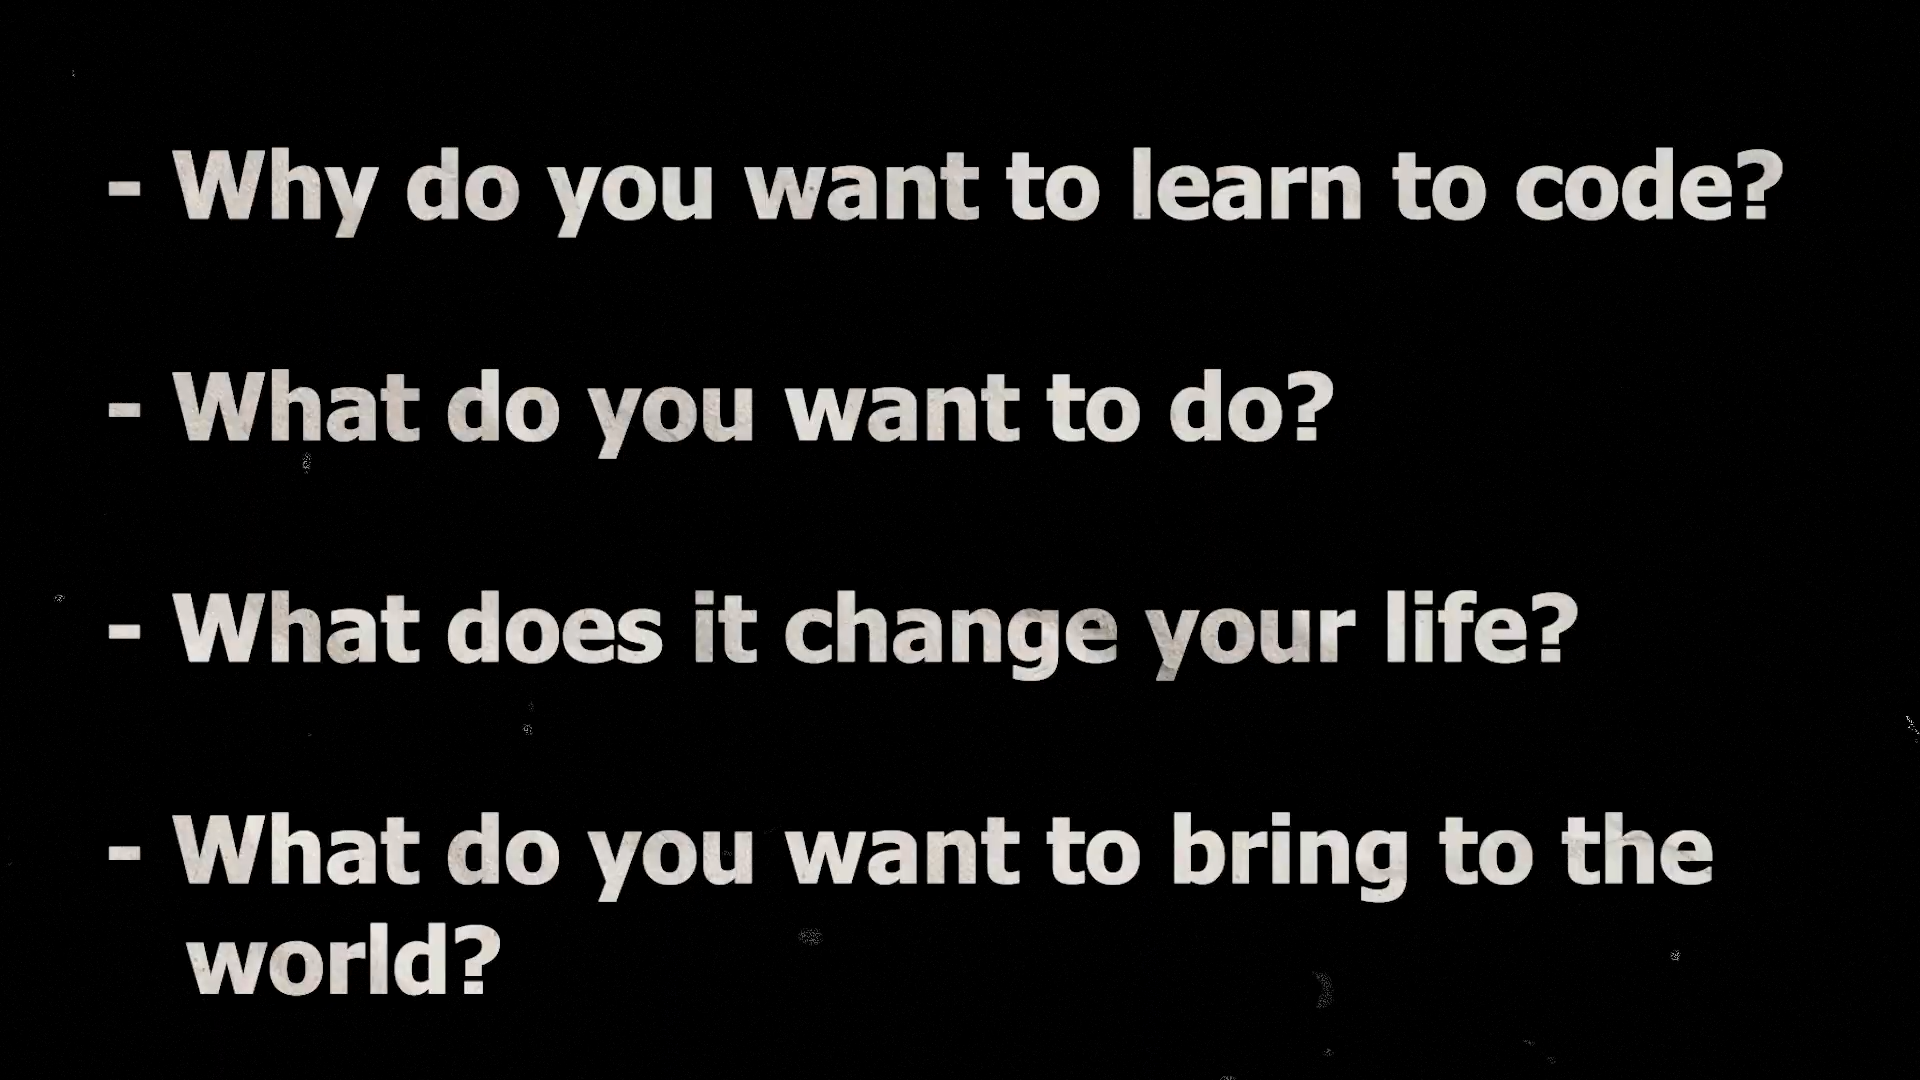 - Why do you want to learn to code?
- What do you want to do?
- What does it change your life?
- What do you want to bring to the
world?